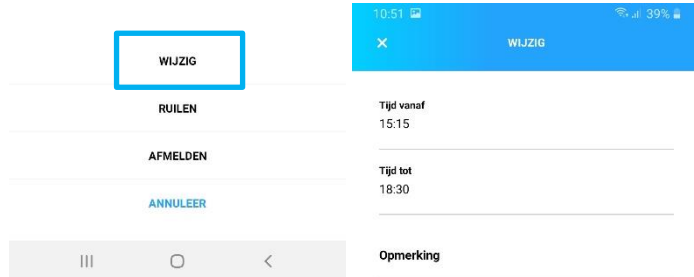 WIJZIG
RUILEN
AFMELDEN
ANNULEER
10:51 39%
WIJZIG
Tijd vanaf
15:15
Tijd tot
18:30
Opmerking